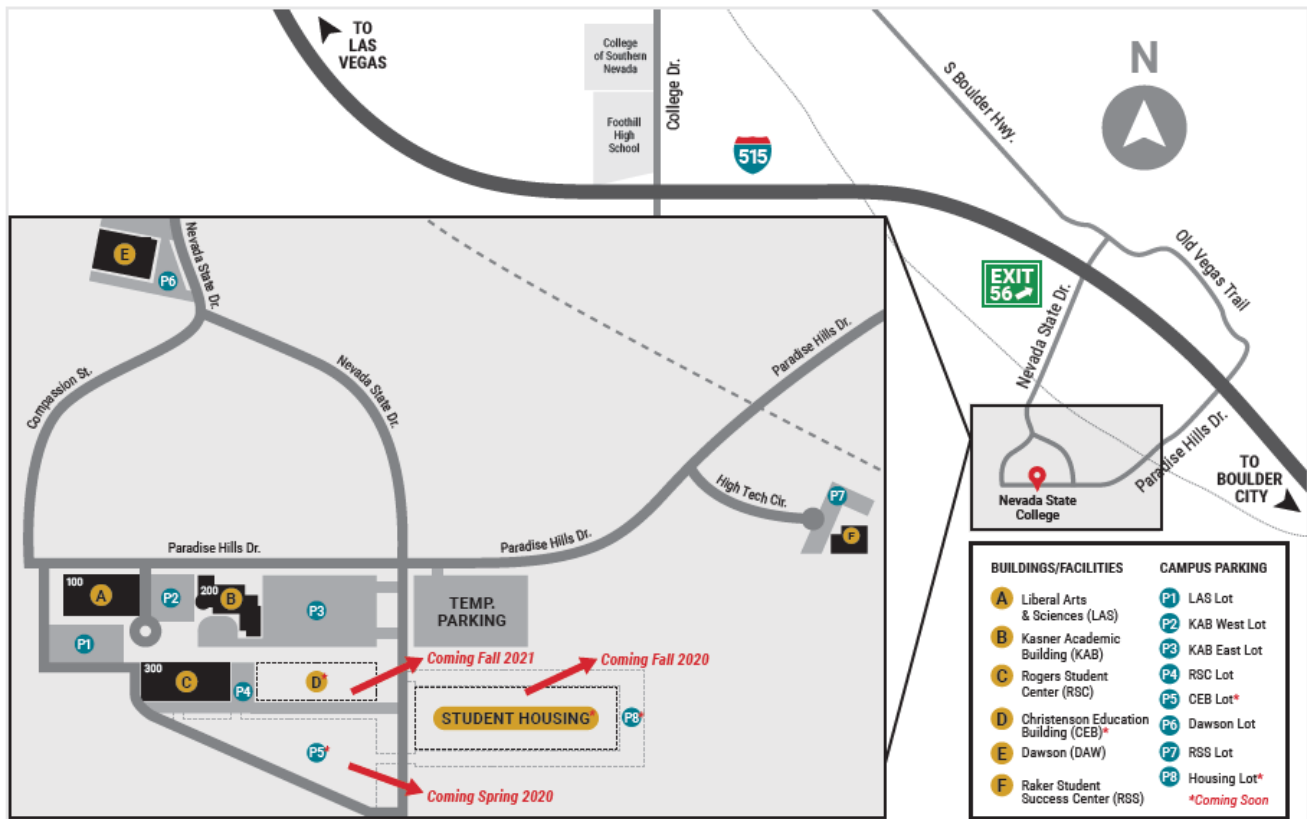 TO
LAS
VEGAS
College
of Southern
Nevada
Foothill
High
School
College Dr.
515
S Boulder Hwy.
N
Old Vegas Trail
EXIT
56
Nevada State Dr.
Paradise Hills Dr.
TO
BOULDER
CITY
Nevada State
College
E
P6
Nevada State Dr.
Compassion St.
Nevada State Dr.
Paradise Hills Dr.
High Tech Cir.
P7
F
Paradise Hills Dr.
Paradise Hills Dr.
100
A
P2
200
B
P3
TEMP.
PARKING
P1
300
C
P4
D*
Coming Fall 2021
Coming Fall 2020
STUDENT HOUSING*
P8*
P5*
Coming Spring 2020
BUILDINGS/FACILITIES
A Liberal Arts
& Sciences (LAS)
B Kasner Academic
Building (KAB)
C Rogers Student
Center (RSC)
D Christenson Education
Building (CEB)*
E Dawson (DAW)
F Raker Student
Success Center (RSS)
CAMPUS PARKING
P1 LAS Lot
P2 KAB West Lot
P3 KAB East Lot
P4 RSC Lot
P5 CEB Lot*
P6 Dawson Lot
P7 RSS Lot
P8 Housing Lot*
*Coming Soon